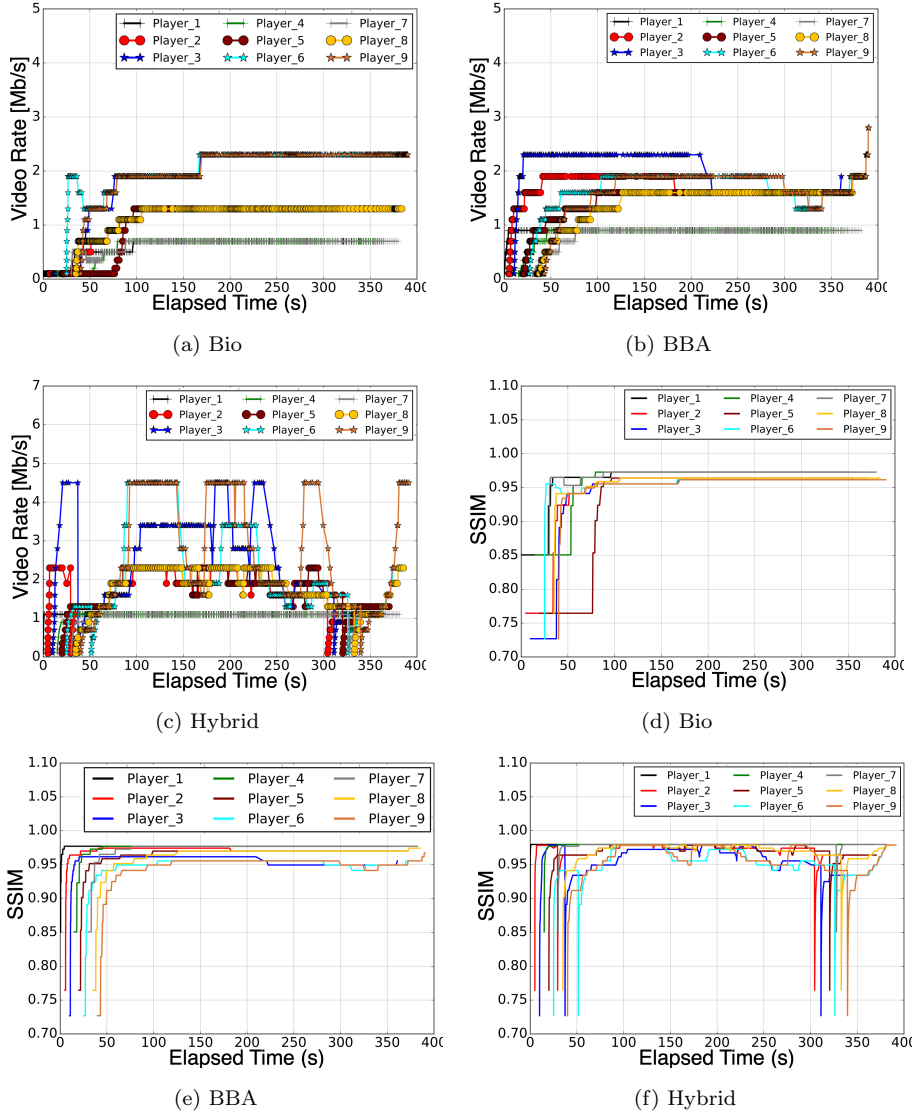 5
4
3
2
1
0
Video Rate [Mb/s]
Player_1 Player_4 Player_7
Player_2 Player_5 Player_8
Player_3 Player_6 Player_9
0 50 100 150 200 250 300 350 400
Elapsed Time (s)
(a) Bio
5
4
3
2
1
0
Video Rate [Mb/s]
Player_1 Player_4 Player_7
Player_2 Player_5 Player_8
Player_3 Player_6 Player_9
0 50 100 150 200 250 300 350 400
Elapsed Time (s)
(b) BBA
7
6
5
4
3
2
1
0
Video Rate [Mb/s]
Player_1 Player_4 Player_7
Player_2 Player_5 Player_8
Player_3 Player_6 Player_9
0 50 100 150 200 250 300 350 400
Elapsed Time (s)
(c) Hybrid
1.10
1.05
1.00
0.95
0.90
0.85
0.80
0.75
0.70
SSIM
Player_1 Player_4 Player_7
Player_2 Player_5 Player_8
Player_3 Player_6 Player_9
0 50 100 150 200 250 300 350 400
Elapsed Time (s)
(d) Bio
1.10
1.05
1.00
0.95
0.90
0.85
0.80
0.75
0.70
SSIM
Player_1 Player_4 Player_7
Player_2 Player_5 Player_8
Player_3 Player_6 Player_9
0 50 100 150 200 250 300 350 400
Elapsed Time (s)
(e) BBA
1.10
1.05
1.00
0.95
0.90
0.85
0.80
0.75
0.70
SSIM
Player_1 Player_4 Player_7
Player_2 Player_5 Player_8
Player_3 Player_6 Player_9
0 50 100 150 200 250 300 350 400
Elapsed Time (s)
(f) Hybrid